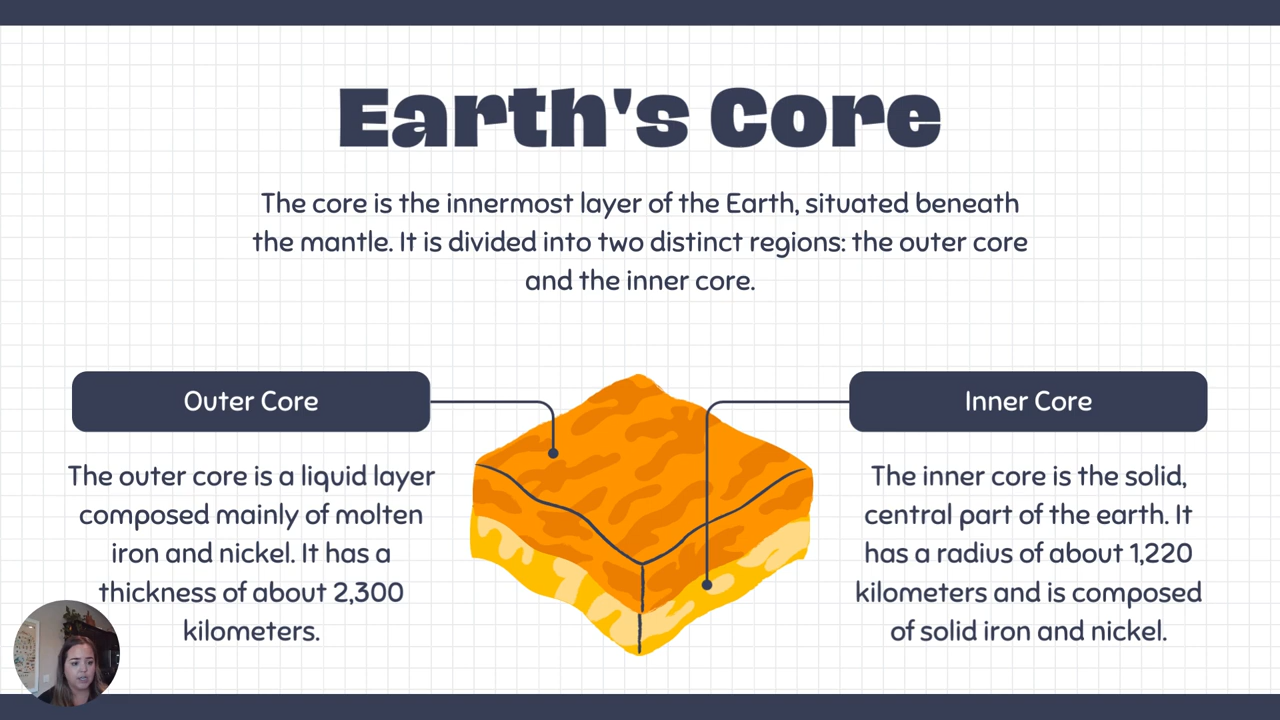 Earth's Core
The core is the innermost layer of the Earth, situated beneath
the mantle. It is divided into two distinct regions: the outer core
and the inner core.
Outer Core
The outer core is a liquid layer
composed mainly of molten
iron and nickel. It has a
thickness of about 2,300
kilometers.
Inner Core
The inner core is the solid,
central part of the earth. It
has a radius of about 1,220
kilometers and is composed
of solid iron and nickel.